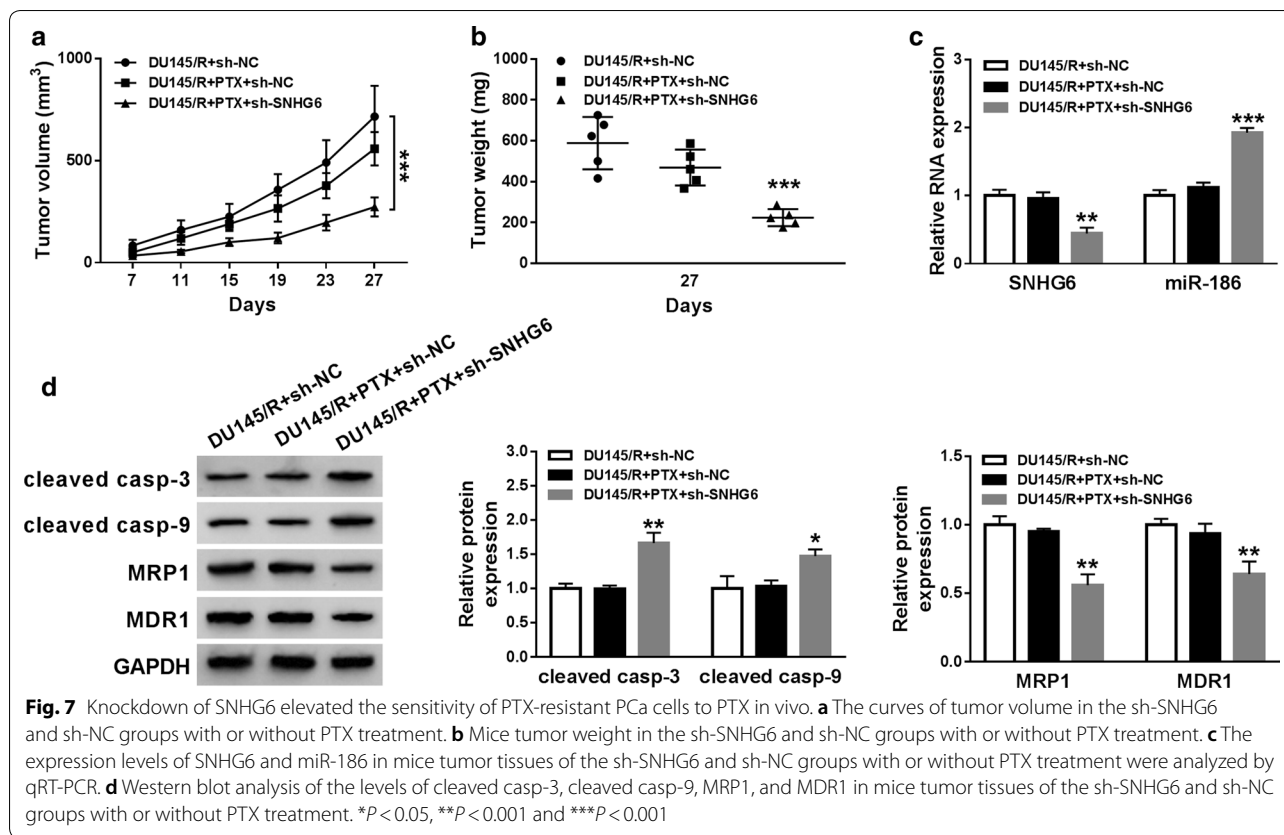 a
DU145/R+sh-NC
DU145/R+PTX+sh-NC
DU145/R+PTX+sh-SNHG6
Tumor volume (mm³)
1000
500
0
7 11 15 19 23 27
Days
***
b
DU145/R+sh-NC
DU145/R+PTX+sh-NC
DU145/R+PTX+sh-SNHG6
Tumor weight (mg)
1000
800
600
400
200
0
***
27
Days
c
DU145/R+sh-NC
DU145/R+PTX+sh-NC
DU145/R+PTX+sh-SNHG6
Relative RNA expression
3
2
1
0
**
***
SNHG6 miR-186
d
DU145/R+sh-NC
DU145/R+PTX+sh-NC
DU145/R+PTX+sh-SNHG6
cleaved casp-3
cleaved casp-9
MRP1
MDR1
GAPDH
DU145/R+sh-NC
DU145/R+PTX+sh-NC
DU145/R+PTX+sh-SNHG6
Relative protein
expression
3.0
2.5
2.0
1.5
1.0
0.5
0.0
**
*
cleaved casp-3 cleaved casp-9
DU145/R+sh-NC
DU145/R+PTX+sh-NC
DU145/R+PTX+sh-SNHG6
Relative protein
expression
1.5
1.0
0.5
0.0
**
**
MRP1 MDR1
Fig. 7 Knockdown of SNHG6 elevated the sensitivity of PTX-resistant PCa cells to PTX in vivo. a The curves of tumor volume in the sh-SNHG6
and sh-NC groups with or without PTX treatment. b Mice tumor weight in the sh-SNHG6 and sh-NC groups with or without PTX treatment. c The
expression levels of SNHG6 and miR-186 in mice tumor tissues of the sh-SNHG6 and sh-NC groups with or without PTX treatment were analyzed by
qRT-PCR. d Western blot analysis of the levels of cleaved casp-3, cleaved casp-9, MRP1, and MDR1 in mice tumor tissues of the sh-SNHG6 and sh-NC
groups with or without PTX treatment. *P < 0.05, **P < 0.001 and ***P < 0.001